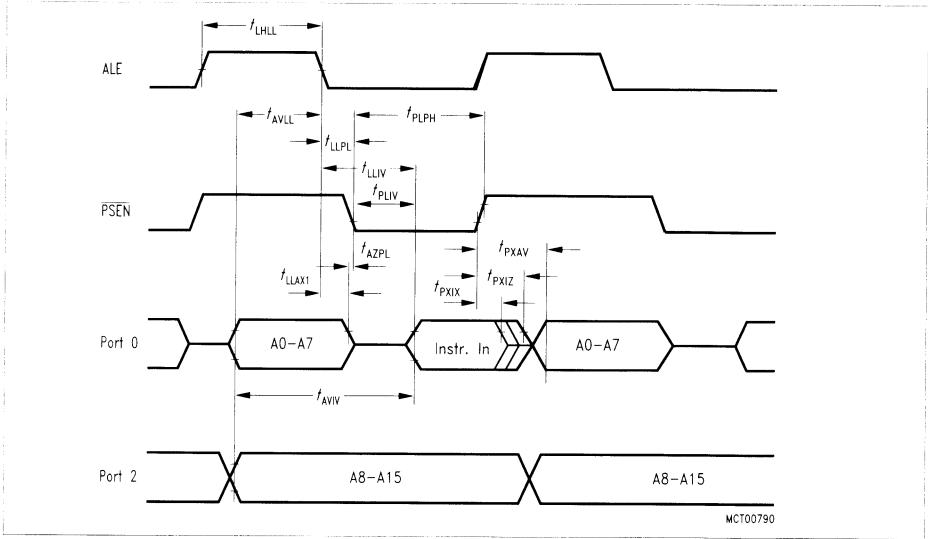 tLHLL
ALE
tAVLL
tPLPH
tLLPL
tLLIV
tPLIV
PSEN
tPXAV
tAZPL
tLLAX1
tPXIZ
tPXIX
Port 0
A0-A7
Instr. In
A0-A7
tAVIV
Port 2
A8-A15
A8-A15
MCT00790